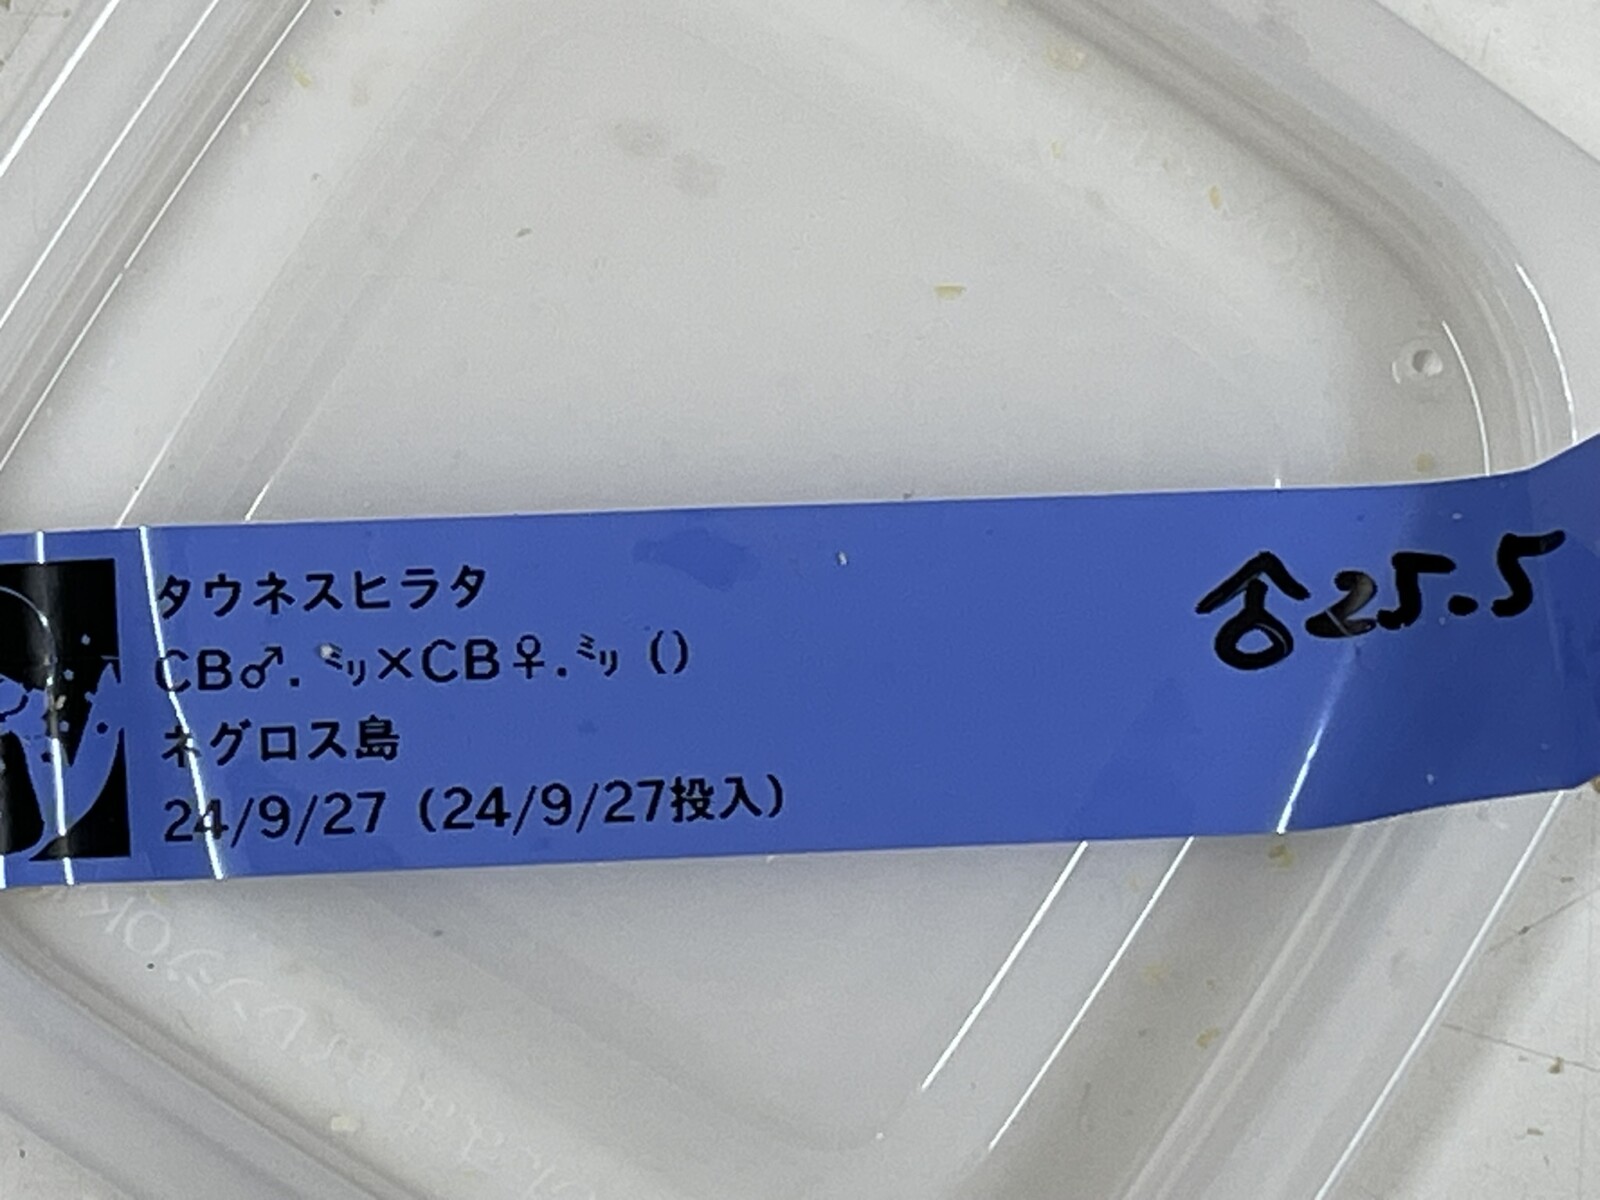 タウネスヒラタ
CB♂.㍉×CB♀.㍉ ()
ネグロス島
24/9/27 (24/9/27投入)
♂25.5